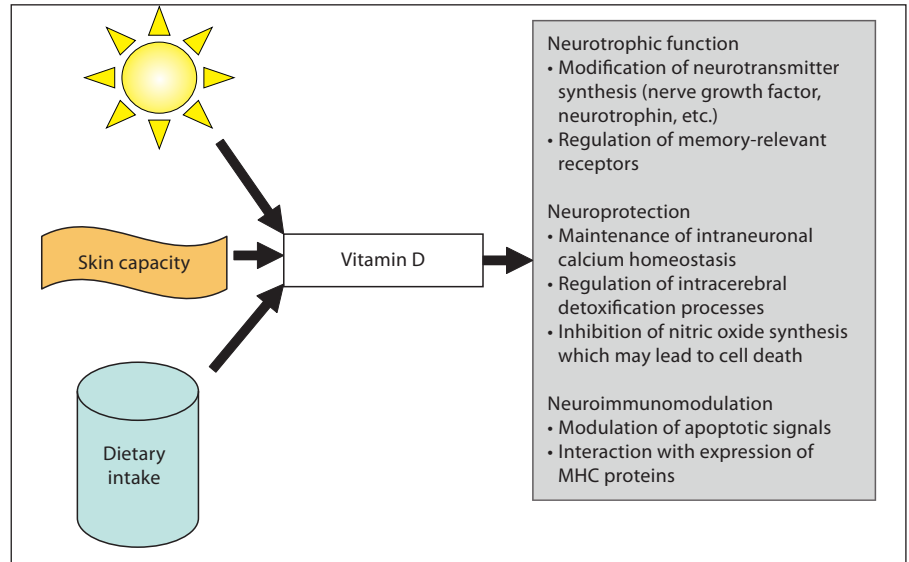 Skin capacity
Dietary
intake
Vitamin D
Neurotrophic function
• Modification of neurotransmitter
synthesis (nerve growth factor,
neurotrophin, etc.)
• Regulation of memory-relevant
receptors
Neuroprotection
• Maintenance of intraneuronal
calcium homeostasis
• Regulation of intracerebral
detoxification processes
• Inhibition of nitric oxide synthesis
which may lead to cell death
Neuroimmunomodulation
• Modulation of apoptotic signals
• Interaction with expression of
MHC proteins